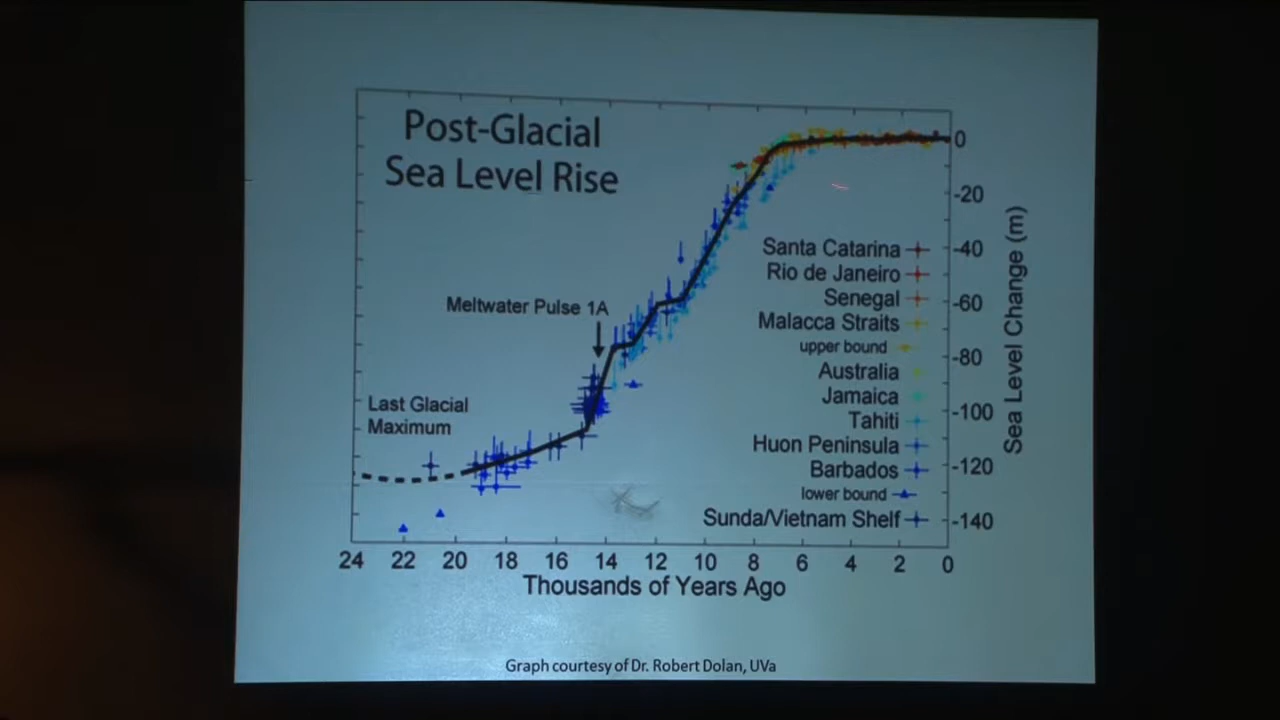 Post-Glacial
Sea Level Rise
Meltwater Pulse 1A
Last Glacial
Maximum
Santa Catarina
Rio de Janeiro
Senegal
Malacca Straits
upper bound
Australia
Jamaica
Tahiti
Huon Peninsula
Barbados
lower bound
Sunda/Vietnam Shelf
0
-20
-40
-60
-80
-100
-120
-140
Sea Level Change (m)
24 22 20 18 16 14 12 10 8 6 4 2 0
Thousands of Years Ago
Graph courtesy of Dr. Robert Dolan, UVa